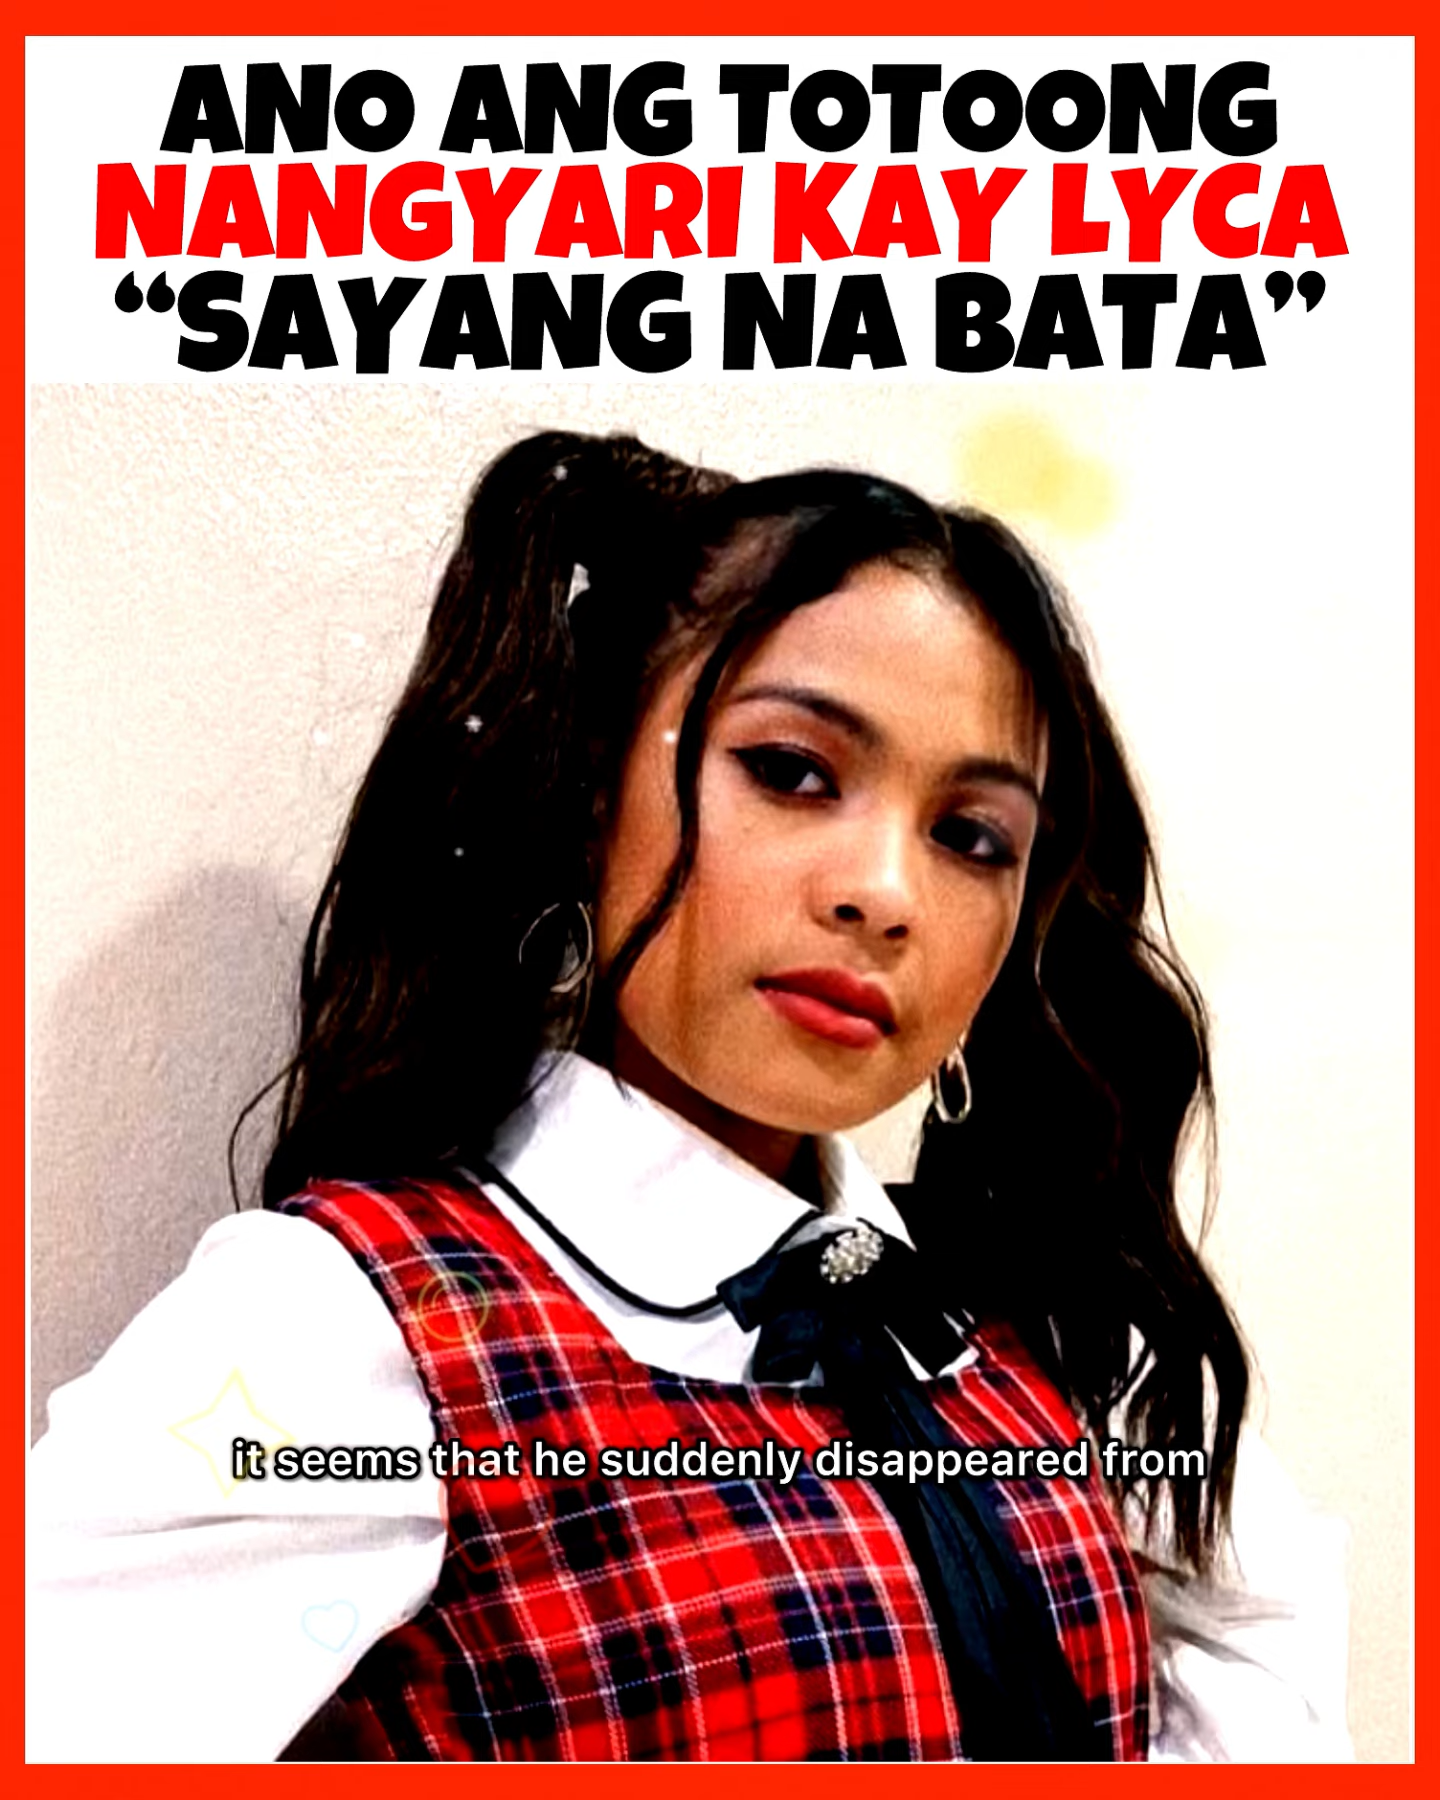 ANO ANG TOTOONG
NANGYARI KAY LYCA
“SAYANG NA BATA”
it seems that he suddenly disappeared from